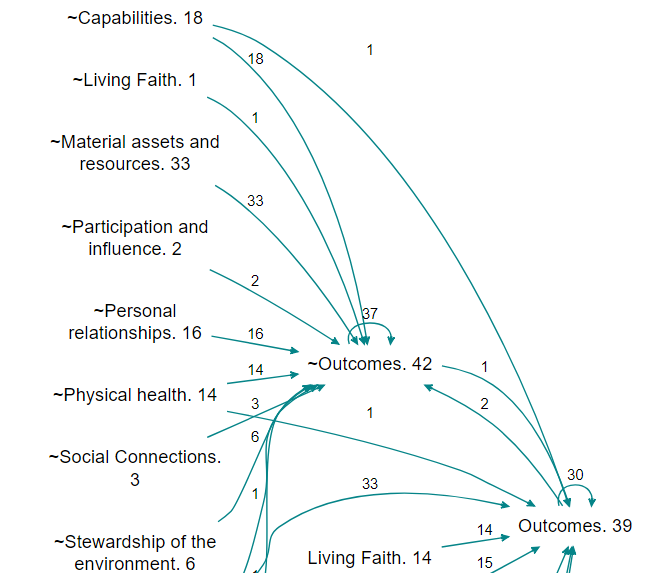 ~Capabilities. 18
1
18
~Living Faith. 1
1
~Material assets and
resources. 33
33
~Participation and
influence. 2
2
~Personal
relationships. 16
16
37
~Outcomes. 42
14
~Physical health. 14
3
1
1
2
6
~Social Connections.
3
1
33
30
Outcomes. 39
14
~Stewardship of the
environment. 6
Living Faith. 14
15